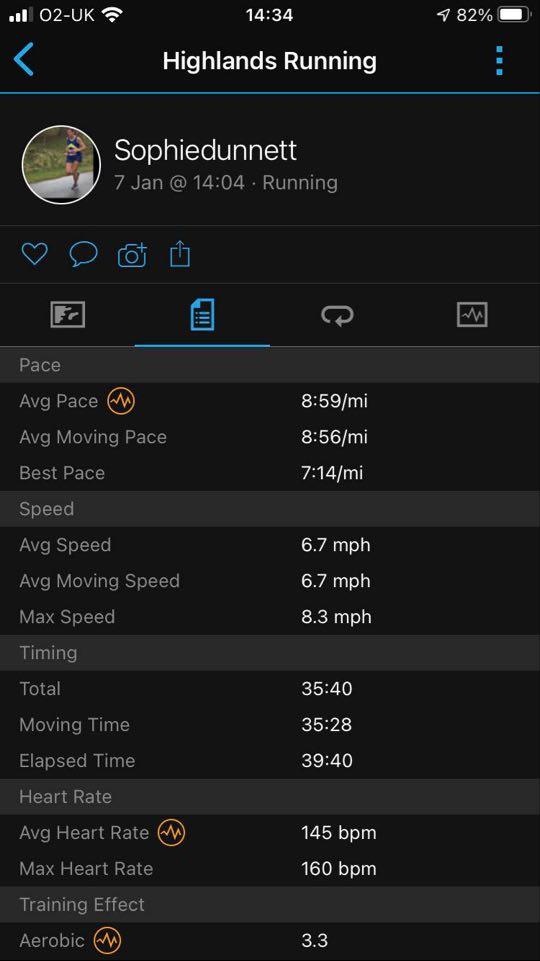 O2-UK 14:34 82%
Highlands Running
Sophiedunnett
7 Jan @ 14:04 · Running
Pace
Avg Pace 8:59/mi
Avg Moving Pace 8:56/mi
Best Pace 7:14/mi
Speed
Avg Speed 6.7 mph
Avg Moving Speed 6.7 mph
Max Speed 8.3 mph
Timing
Total 35:40
Moving Time 35:28
Elapsed Time 39:40
Heart Rate
Avg Heart Rate 145 bpm
Max Heart Rate 160 bpm
Training Effect
Aerobic 3.3